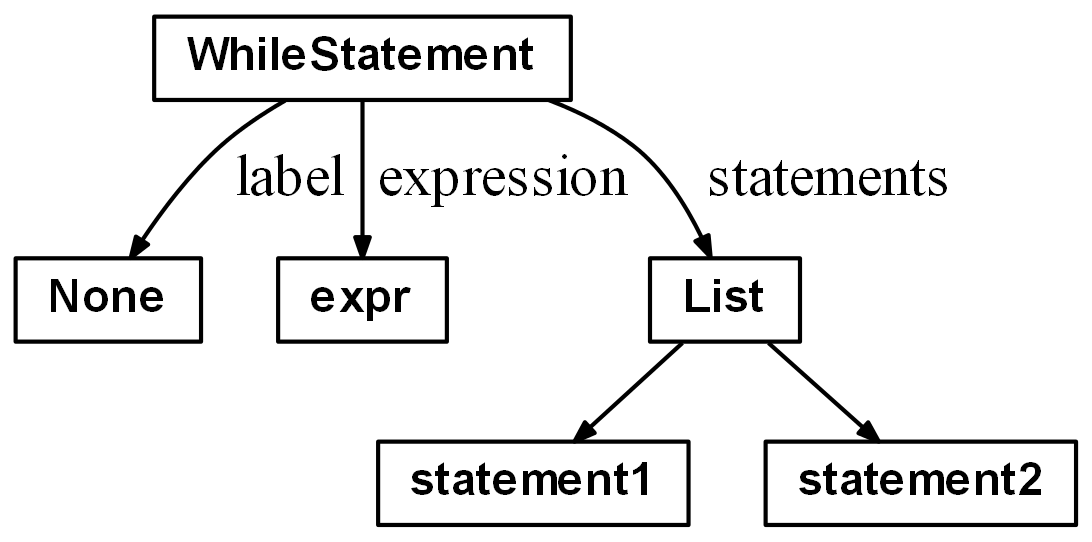 WhileStatement
label
expression
statements
None
expr
List
statement1
statement2